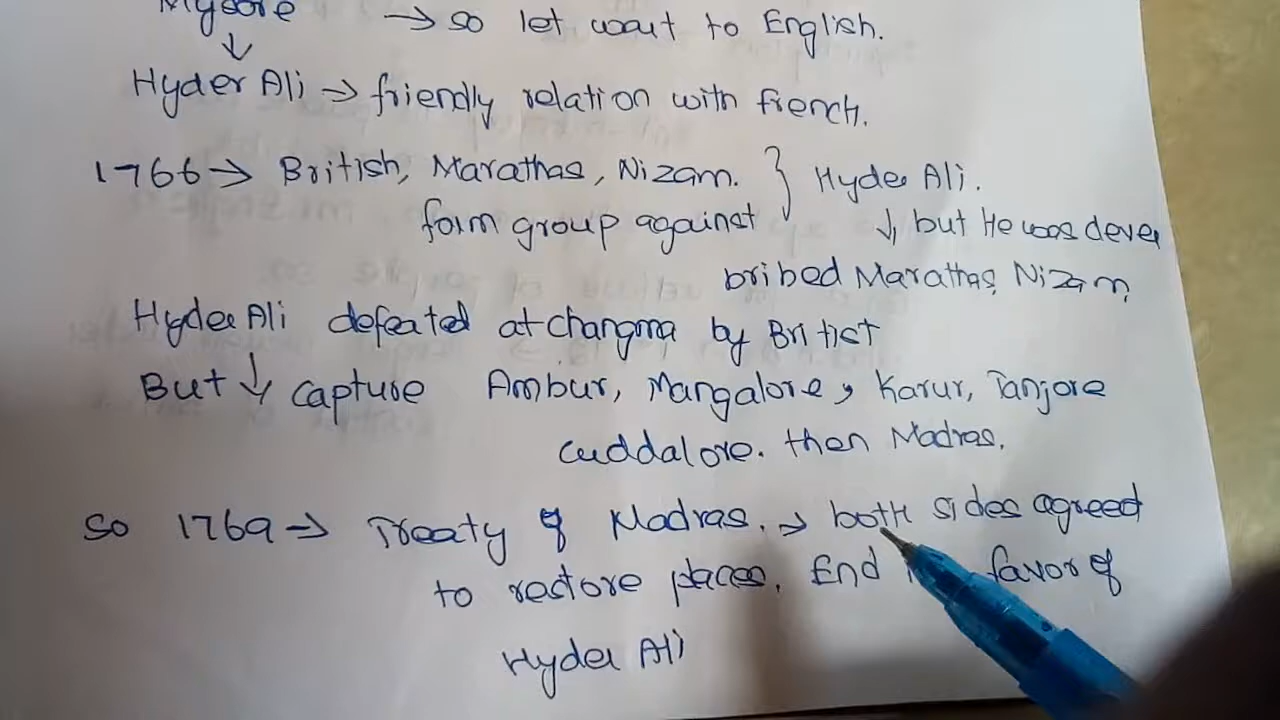 Mysore → so let want to English.
↓
Hyder Ali → friendly relation with french.
1766 → British, Marathas, Nizam. } Hyder Ali.
form group against ↓ but He was clever
bribed Marathas, Nizam,
Hyder Ali defeated at changma by British
But ↓ capture Ambur, Mangalore, Karur, Tanjore
cuddalore. then Madras.
so 1769 → Treaty of Madras. → both sides agreed
to restore places. End favor of
Hyder Ali